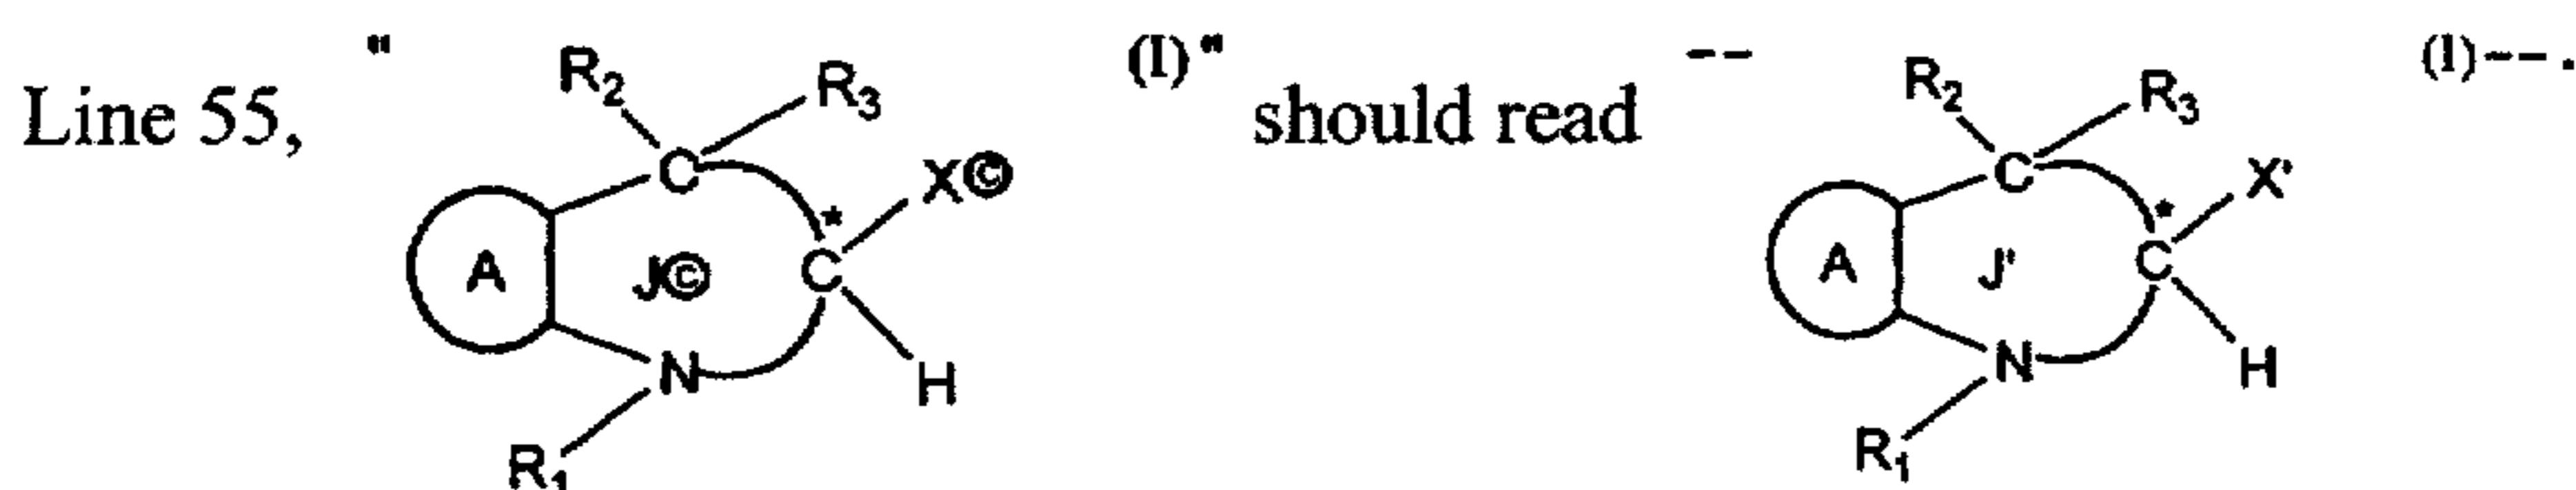 Line 55, " (I)" should read -- (I)--.
R2 R3 R2 R3
C X© C X'
* *
A J© C A J' C
N H N H
R1 R1